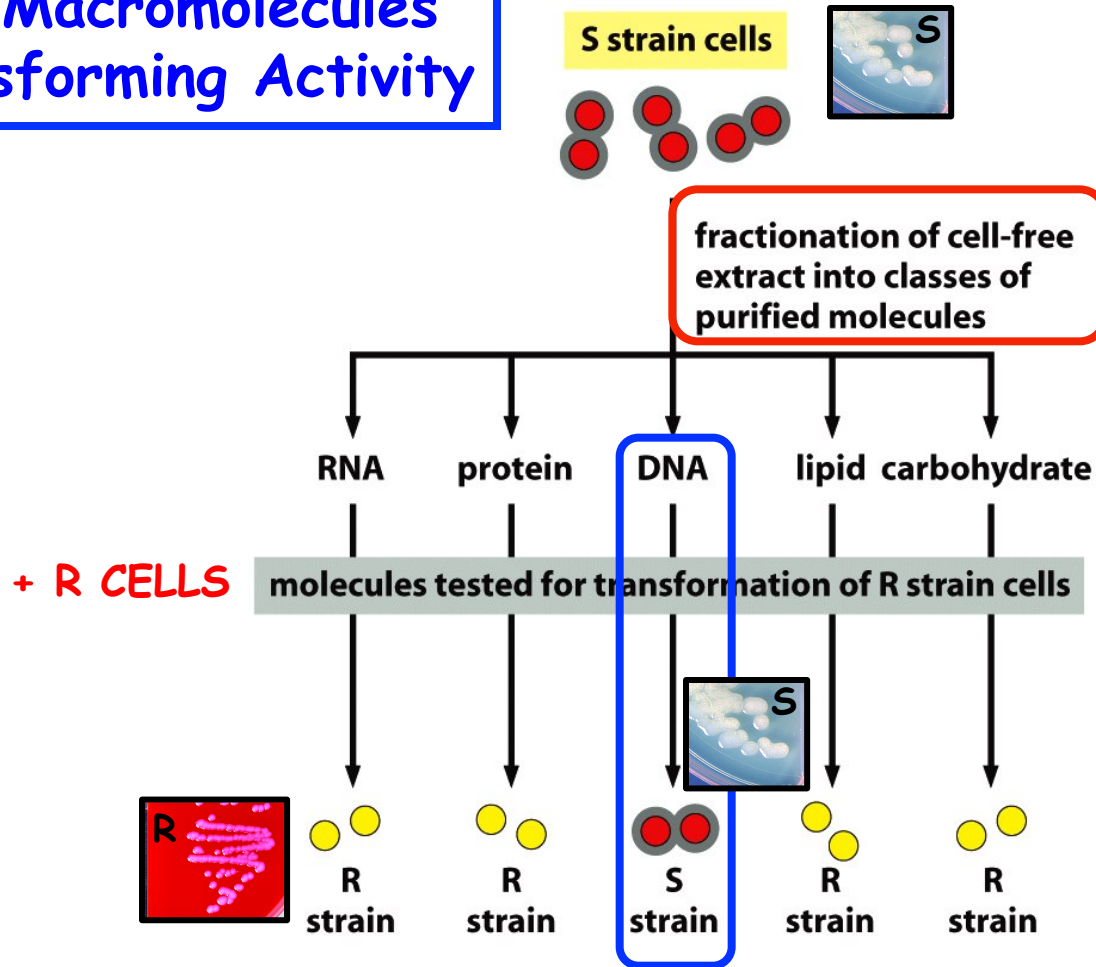 Macromolecules
sforming Activity
S strain cells
S
fractionation of cell-free
extract into classes of
purified molecules
RNA protein DNA lipid carbohydrate
+ R CELLS molecules tested for transformation of R strain cells
S
R
R R S R R
strain strain strain strain strain